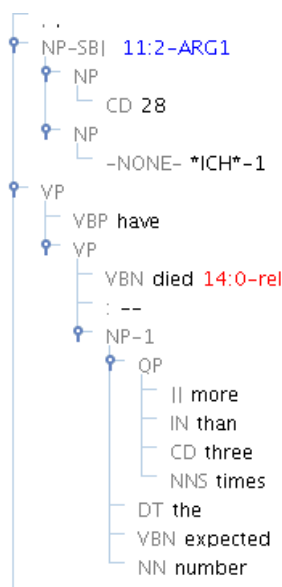 , ,
NP-SBJ 11:2-ARG1
NP
CD 28
NP
-NONE- *ICH*-1
VP
VBP have
VP
VBN died 14:0-rel
: --
NP-1
QP
JJ more
IN than
CD three
NNS times
DT the
VBN expected
NN number